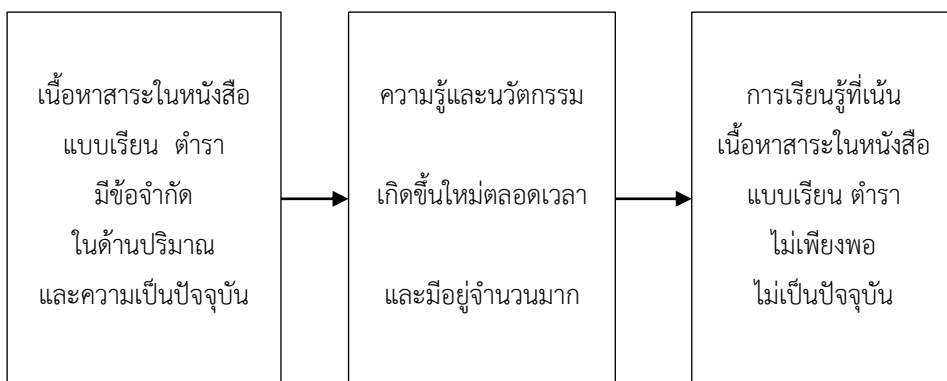 เนื้อหาสาระในหนังสือ
แบบเรียน ตำรา
มีข้อจำกัด
ในด้านปริมาณ
และความเป็นปัจจุบัน
ความรู้และนวัตกรรม
เกิดขึ้นใหม่ตลอดเวลา
และมีอยู่จำนวนมาก
การเรียนรู้ที่เน้น
เนื้อหาสาระในหนังสือ
แบบเรียน ตำรา
ไม่เพียงพอ
ไม่เป็นปัจจุบัน